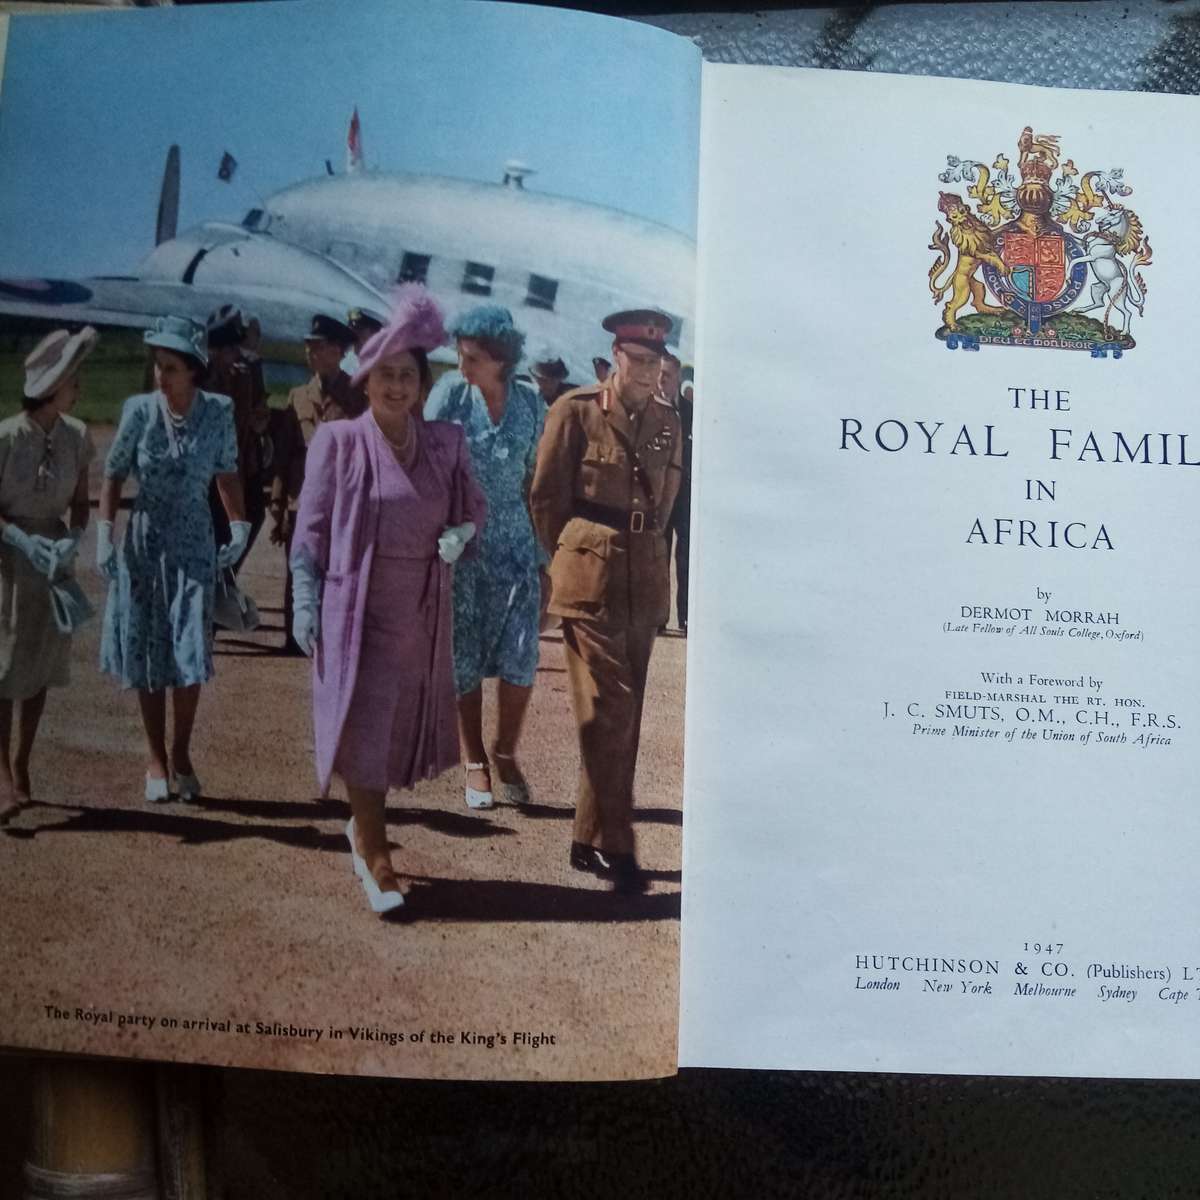 The Royal party on arrival at Salisbury in Vikings of the King's Flight
DIEU ET MON DROIT
THE
ROYAL FAMIL
IN
AFRICA
by
DERMOT MORRAH
(Late Fellow of All Souls College, Oxford)
With a Foreword by
FIELD-MARSHAL THE RT. HON.
J. C. SMUTS, O.M., C.H., F.R.S.
Prime Minister of the Union of South Africa
1947
HUTCHINSON & CO. (Publishers) LT
London New York Melbourne Sydney Cape T